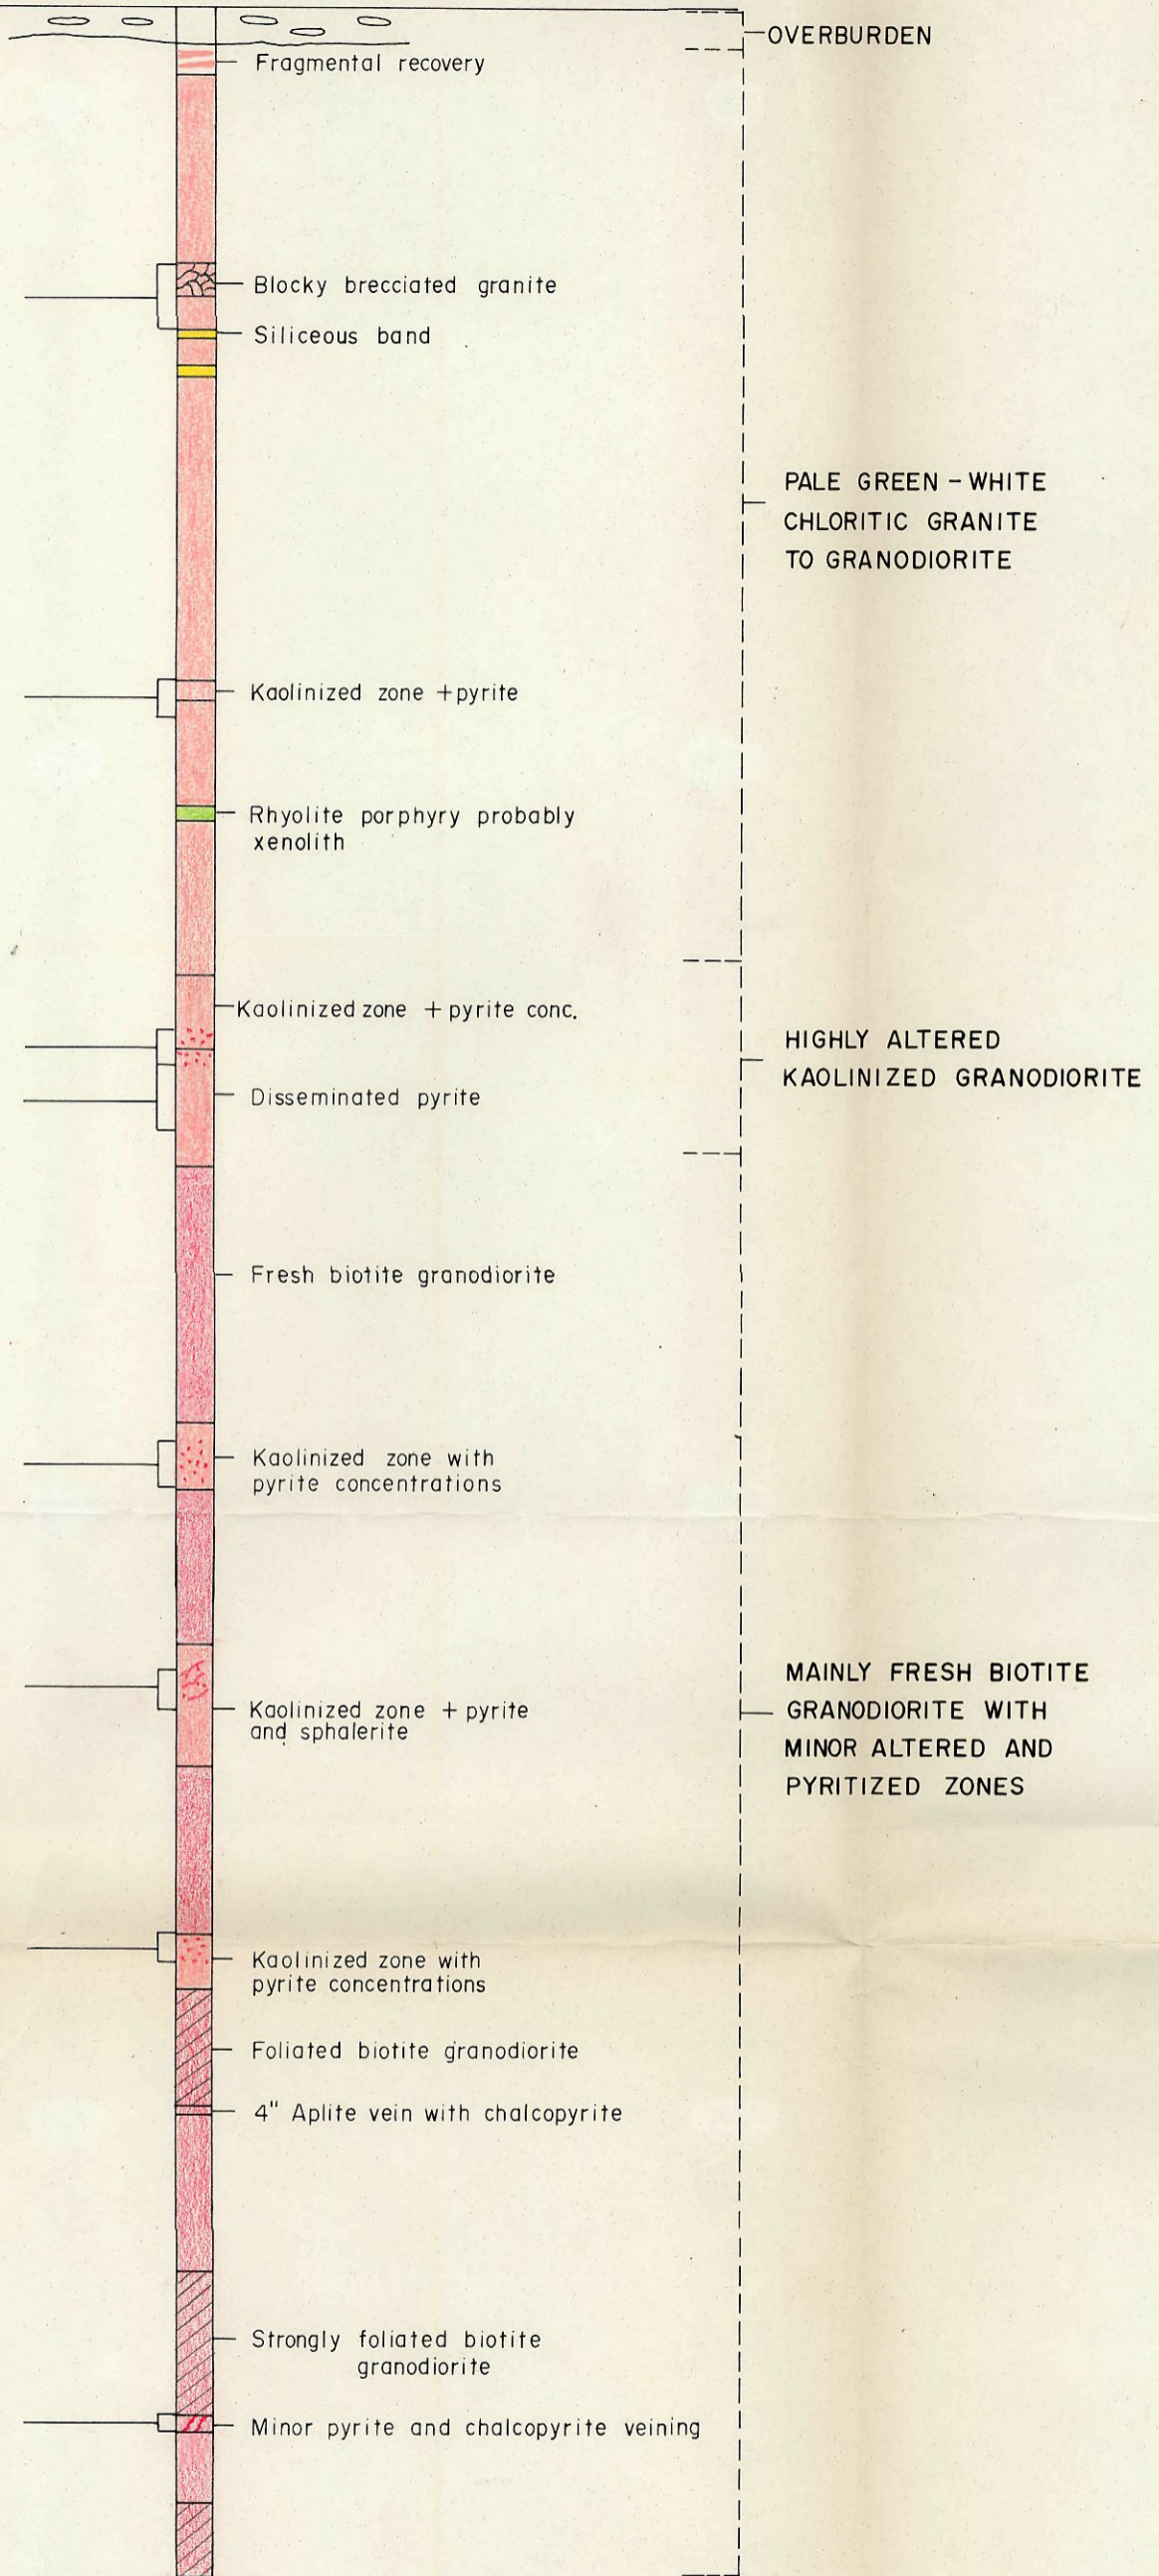 OVERBURDEN
Fragmental recovery
Blocky brecciated granite
Siliceous band
PALE GREEN - WHITE
CHLORITIC GRANITE
TO GRANODIORITE
Kaolinized zone + pyrite
Rhyolite porphyry probably
xenolith
Kaolinized zone + pyrite conc.
HIGHLY ALTERED
KAOLINIZED GRANODIORITE
Disseminated pyrite
Fresh biotite granodiorite
Kaolinized zone with
pyrite concentrations
MAINLY FRESH BIOTITE
GRANODIORITE WITH
MINOR ALTERED AND
PYRITIZED ZONES
Kaolinized zone + pyrite
and sphalerite
Kaolinized zone with
pyrite concentrations
Foliated biotite granodiorite
4" Aplite vein with chalcopyrite
Strongly foliated biotite
granodiorite
Minor pyrite and chalcopyrite veining